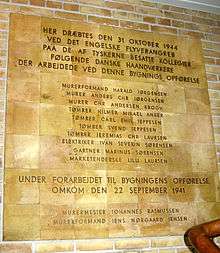 HER DRÆBTES DEN 31 OKTOBER 1944
VED DET ENGELSKE FLYVERANGREB
PAA DE AF TYSKERNE BESATTE KOLLEGIER
FØLGENDE DANSKE HAANDVÆRKERE
DER ARBEJDEDE VED DENNE BYGNINGS OPFØRELSE
MURERFORMAND HARALD JØRGENSEN
MURER ANDERS CHR JØRGENSEN
MURER CHR ANDERSEN KROGH
TØMRER HILMER MIKAEL ANKER
TØMRER CARL EMIL JEPPESEN
TØMRER SVEND JEPPESEN
TØMRER JEREMIAS CHR LAURSEN
ELEKTRIKER IVAN SEVERIN SØRENSEN
GARTNER MARINUS SØRENSEN
MARKETENDERSKE LILLI LAURSEN
UNDER FORARBEJDET TIL BYGNINGENS OPFØRELSE
OMKOM DEN 22 SEPTEMBER 1941
MURERMESTER JOHANNES RASMUSSEN
MURERFORMAND JENS NØRGAARD JENSEN